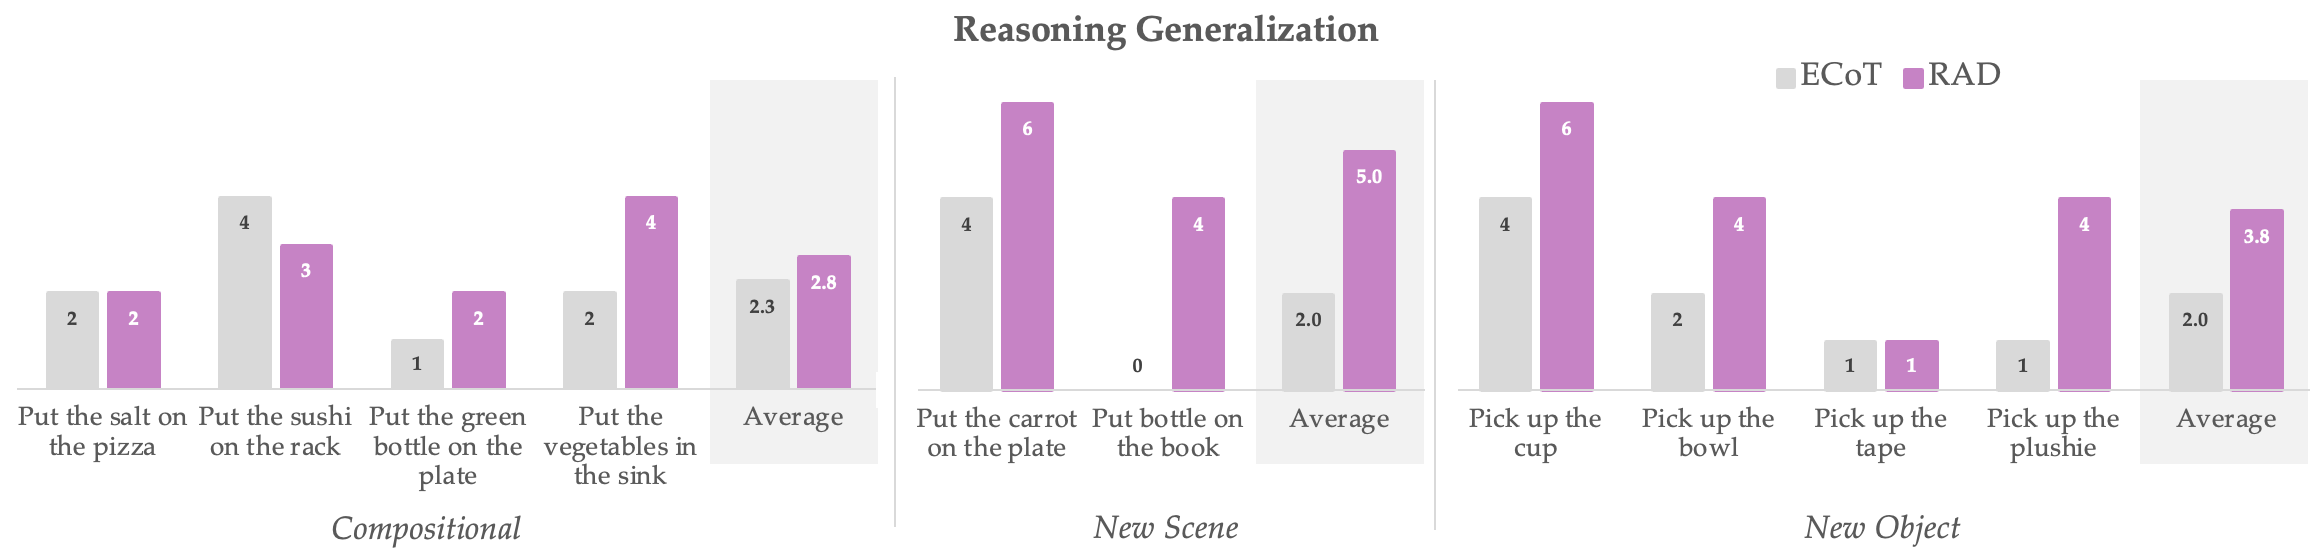 Reasoning Generalization
ECoT RAD
2 2 4 3 1 2 2 4 2.3 2.8
Put the salt on
the pizza
Put the sushi
on the rack
Put the green
bottle on the
plate
Put the
vegetables in
the sink
Average
Compositional
4 6 0 4 2.0 5.0
Put the carrot
on the plate
Put bottle on
the book
Average
New Scene
4 6 2 4 1 1 1 4 2.0 3.8
Pick up the
cup
Pick up the
bowl
Pick up the
tape
Pick up the
plushie
Average
New Object